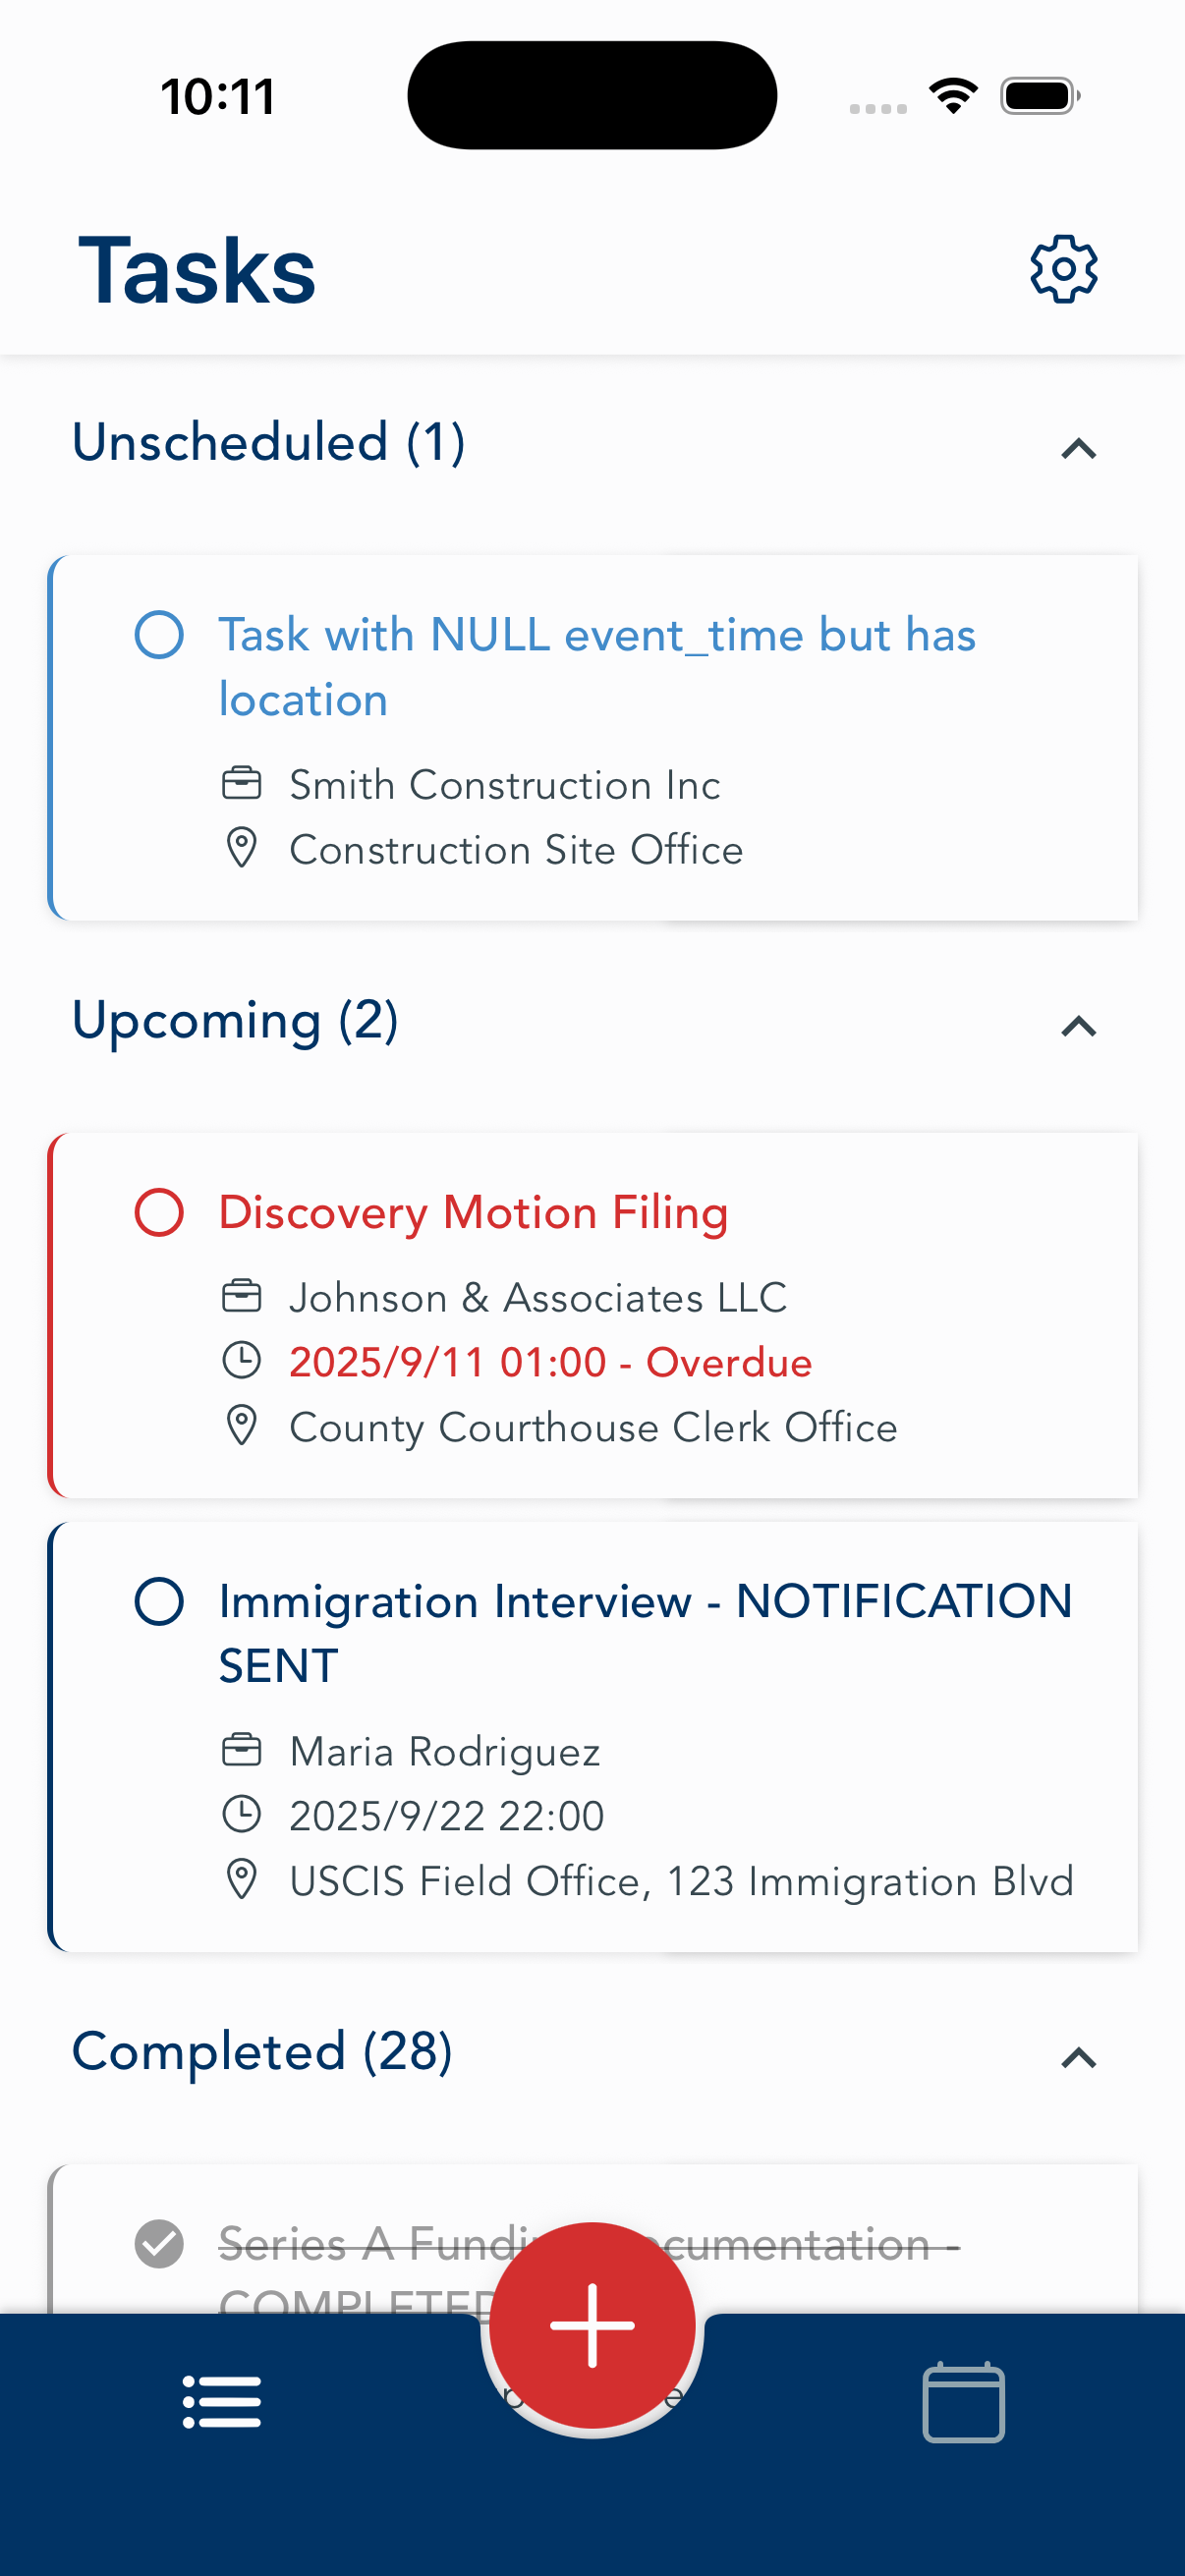 10:11
Tasks
Unscheduled (1)
Task with NULL event_time but has
location
Smith Construction Inc
Construction Site Office
Upcoming (2)
Discovery Motion Filing
Johnson & Associates LLC
2025/9/11 01:00 - Overdue
County Courthouse Clerk Office
Immigration Interview - NOTIFICATION
SENT
Maria Rodriguez
2025/9/22 22:00
USCIS Field Office, 123 Immigration Blvd
Completed (28)
Series A -
COMPLETED